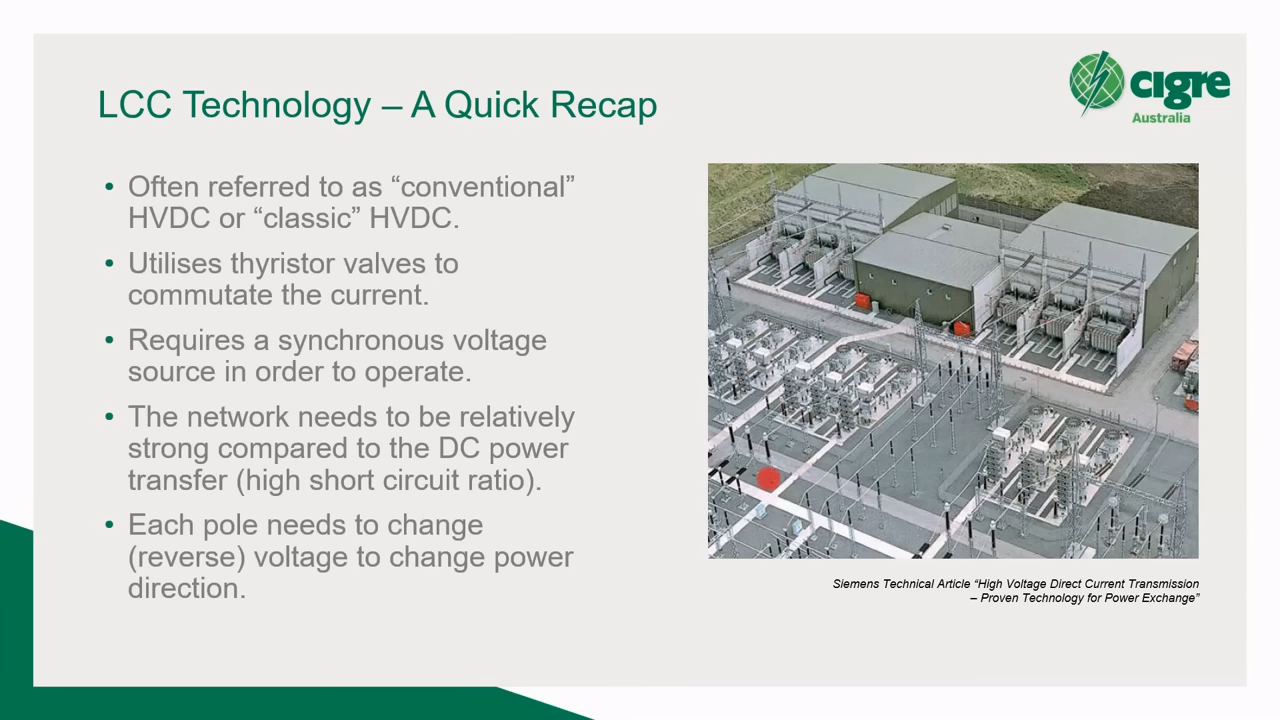 LCC Technology – A Quick Recap
cigre
Australia
• Often referred to as “conventional”
HVDC or “classic” HVDC.
• Utilises thyristor valves to
commutate the current.
• Requires a synchronous voltage
source in order to operate.
• The network needs to be relatively
strong compared to the DC power
transfer (high short circuit ratio).
• Each pole needs to change
(reverse) voltage to change power
direction.
Siemens Technical Article “High Voltage Direct Current Transmission
– Proven Technology for Power Exchange”